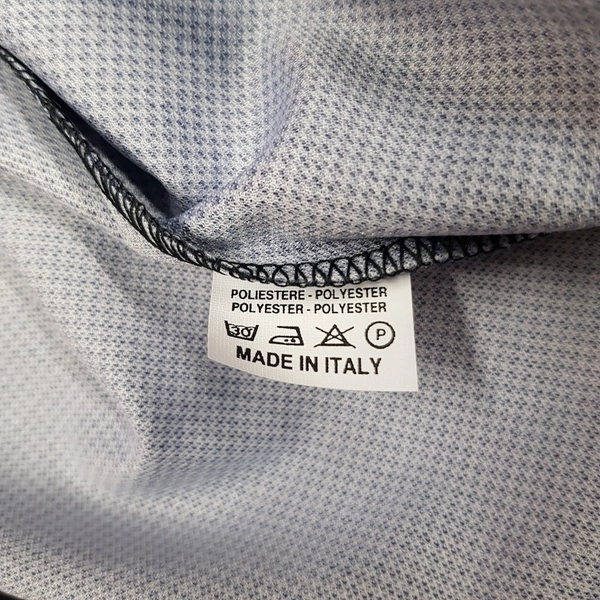 POLIESTERE - POLYESTER
POLYESTER - POLYESTER
30° P
MADE IN ITALY